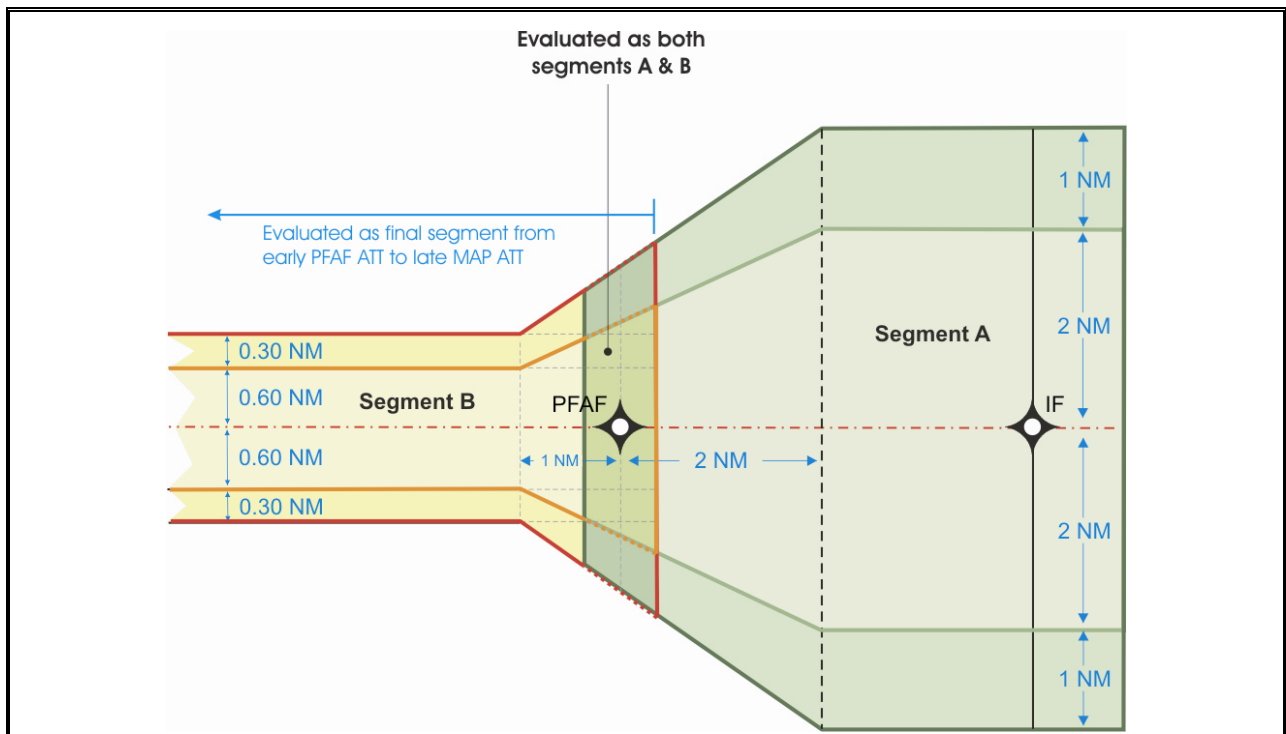 Evaluated as both
segments A & B
1 NM
Evaluated as final segment from
early PFAF ATT to late MAP ATT
2 NM
Segment A
0.30 NM
0.60 NM
Segment B
PFAF
IF
0.60 NM
1 NM
2 NM
0.30 NM
2 NM
1 NM